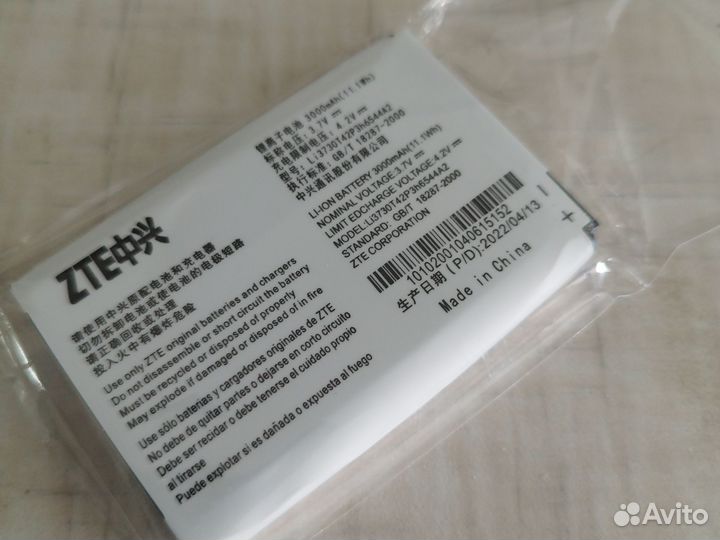 ZTE中兴
请使用中兴原配电池和充电器
切勿拆卸电池或使电池的电极短路
请正确回收或处理
投入火中有爆炸危险
Use only ZTE original batteries and chargers
Do not disassemble or short circuit the battery
Must be recycled or disposed of properly
May explode if damaged or disposed of in fire
Use sólo baterías y cargadores originales de ZTE
No debe de quitar partes o dejarse en corto circuito
Debe ser recidar o debe tenerse el cuidado propio
al tirarse
Puede explotar si es dañada o expuesta al fuego
锂离子电池 3000mAh(11.1Wh)
标称电压: 3.7V ⎓
充电限制电压: 4.2V ⎓
型号: Li3730T42P3h6544A2
执行标准: GB/T 18287-2000
中兴通讯股份有限公司
LI-ION BATTERY 3000mAh(11.1Wh)
NOMINAL VOLTAGE:3.7V ⎓
LIMITEDCHARGE VOLTAGE:4.2V ⎓
MODEL:Li3730T42P3h6544A2
STANDARD: GB/T 18287-2000
ZTE CORPORATION
10102001040615152
生产日期(P/D):2022/04/13
Made in China
+
Avito